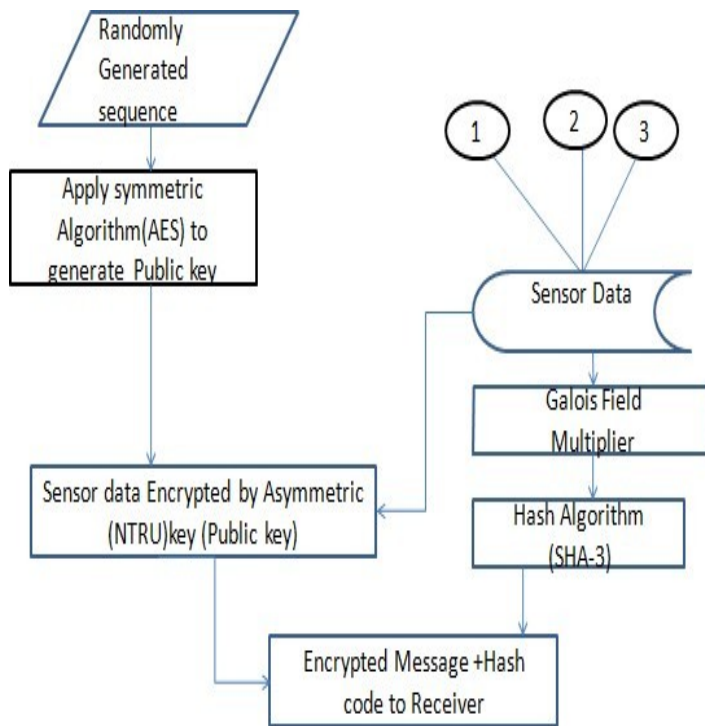 Randomly
Generated
sequence
1
2
3
Apply symmetric
Algorithm(AES) to
generate Public key
Sensor Data
Galois Field
Multiplier
Sensor data Encrypted by Asymmetric
(NTRU)key (Public key)
Hash Algorithm
(SHA-3)
Encrypted Message +Hash
code to Receiver